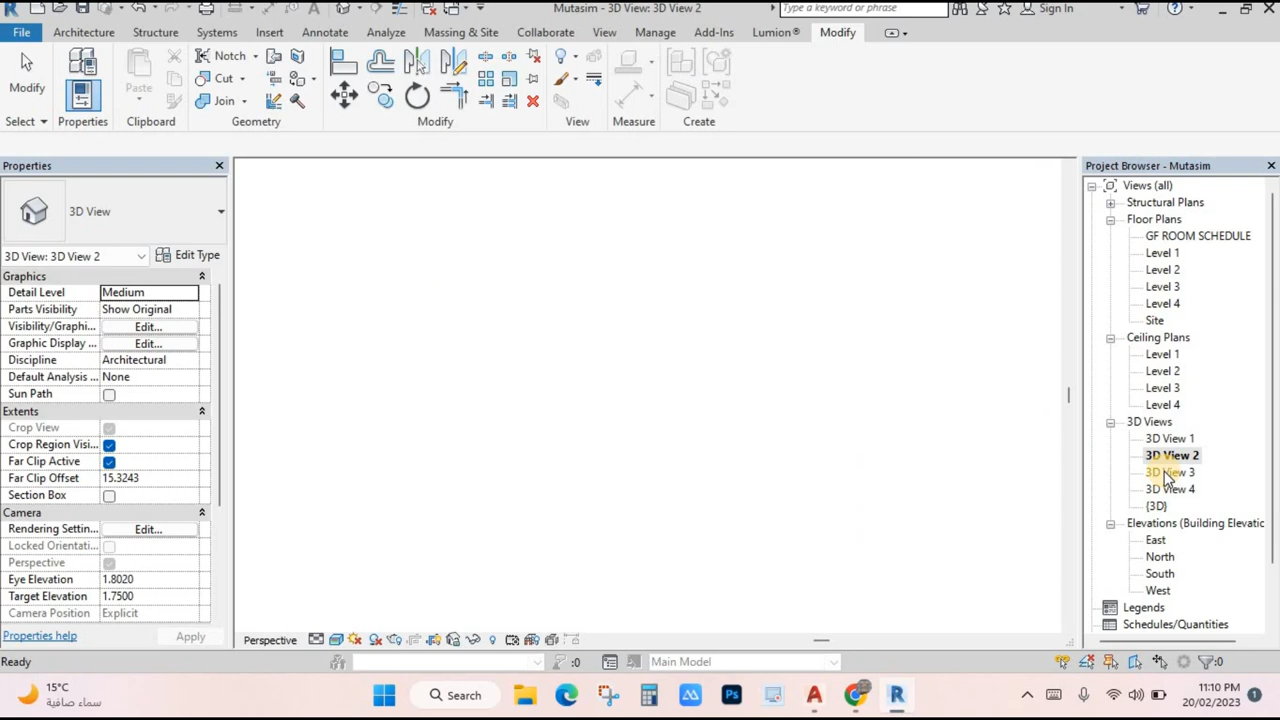 Mutasim - 3D View: 3D View 2
Type a keyword or phrase
Sign In
File
Architecture
Structure
Systems
Insert
Annotate
Analyze
Massing & Site
Collaborate
View
Manage
Add-Ins
Lumion®
Modify
Modify
Paste
Notch
Cut
Join
Select
Properties
Clipboard
Geometry
Modify
View
Measure
Create
Properties
3D View
3D View: 3D View 2
Edit Type
Graphics
Detail Level Medium
Parts Visibility Show Original
Visibility/Graphi... Edit...
Graphic Display ... Edit...
Discipline Architectural
Default Analysis ... None
Sun Path
Extents
Crop View
Crop Region Visi...
Far Clip Active
Far Clip Offset 15.3243
Section Box
Camera
Rendering Settin... Edit...
Locked Orientati...
Perspective
Eye Elevation 1.8020
Target Elevation 1.7500
Camera Position Explicit
Properties help
Apply
Perspective
Project Browser - Mutasim
Views (all)
Structural Plans
Floor Plans
GF ROOM SCHEDULE
Level 1
Level 2
Level 3
Level 4
Site
Ceiling Plans
Level 1
Level 2
Level 3
Level 4
3D Views
3D View 1
3D View 2
3D View 3
3D View 4
{3D}
Elevations (Building Elevatic
East
North
South
West
Legends
Schedules/Quantities
Ready
:0
Main Model
:0
15°C
سماء صافية
Search
Ps
11:10 PM
20/02/2023